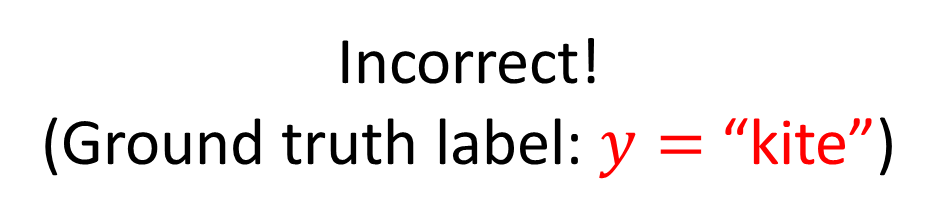 Incorrect!
(Ground truth label: y = “kite”)